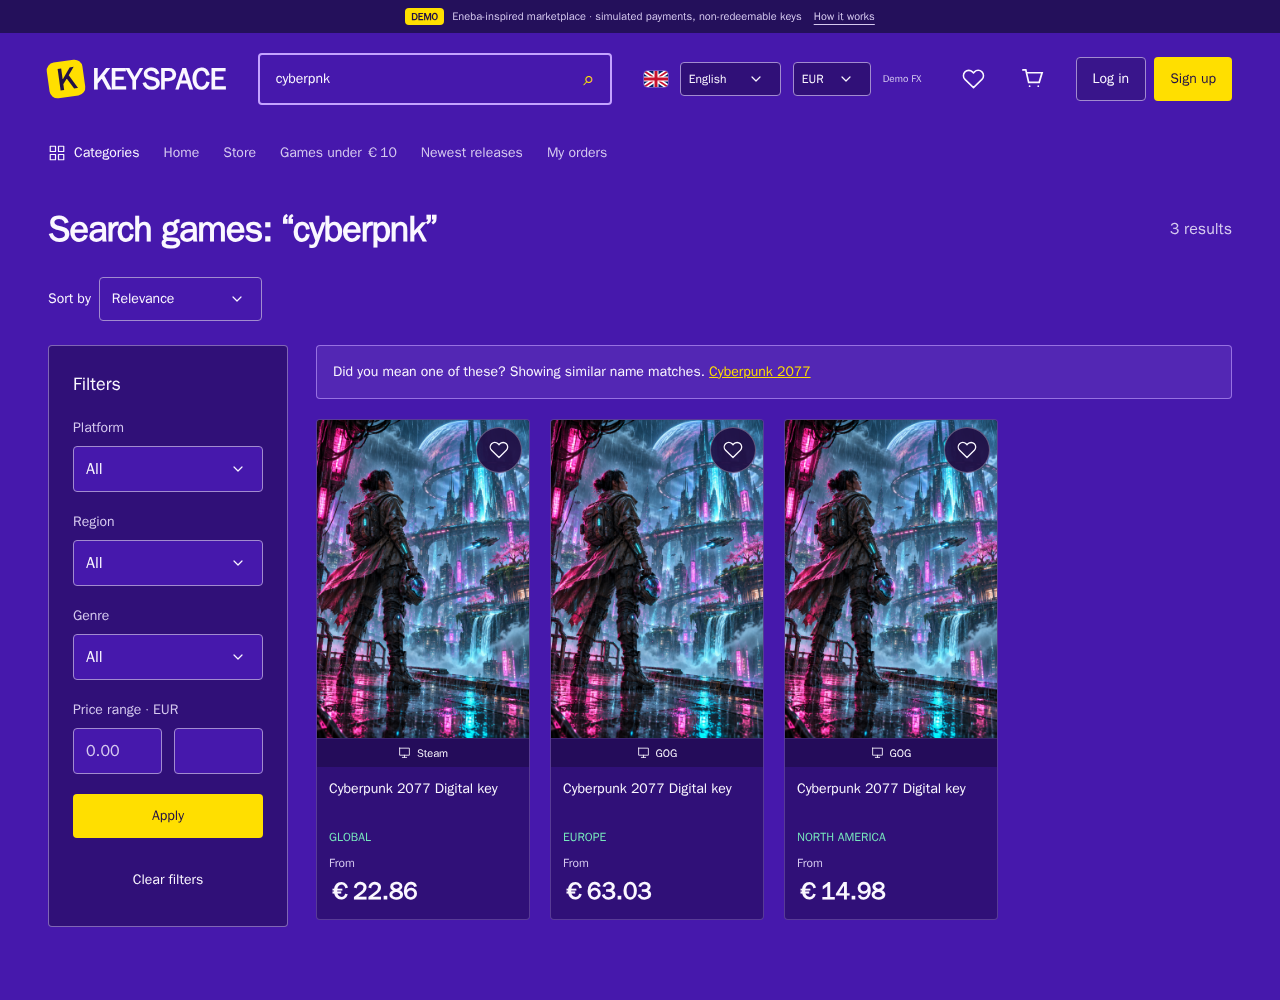 DEMO Eneba-inspired marketplace · simulated payments, non-redeemable keys How it works
K KEYSPACE
cyberpnk
English
EUR
Demo FX
Log in
Sign up
Categories Home Store Games under € 10 Newest releases My orders
Search games: “cyberpnk”
3 results
Sort by Relevance
Filters
Platform
All
Region
All
Genre
All
Price range · EUR
0.00
Apply
Clear filters
Did you mean one of these? Showing similar name matches. Cyberpunk 2077
Steam
Cyberpunk 2077 Digital key
GLOBAL
From
€ 22.86
GOG
Cyberpunk 2077 Digital key
EUROPE
From
€ 63.03
GOG
Cyberpunk 2077 Digital key
NORTH AMERICA
From
€ 14.98